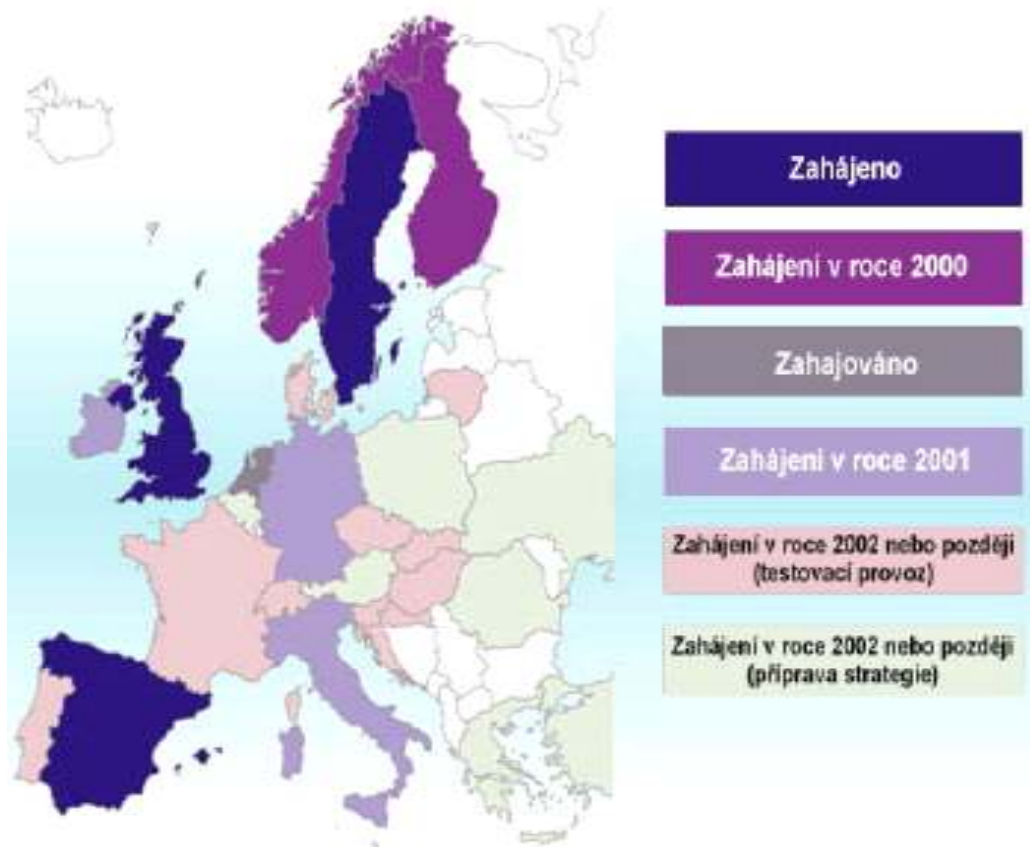 Zahájeno
Zahájení v roce 2000
Zahajováno
Zahájení v roce 2001
Zahájení v roce 2002 nebo později
(testovací provoz)
Zahájení v roce 2002 nebo později
(příprava strategie)